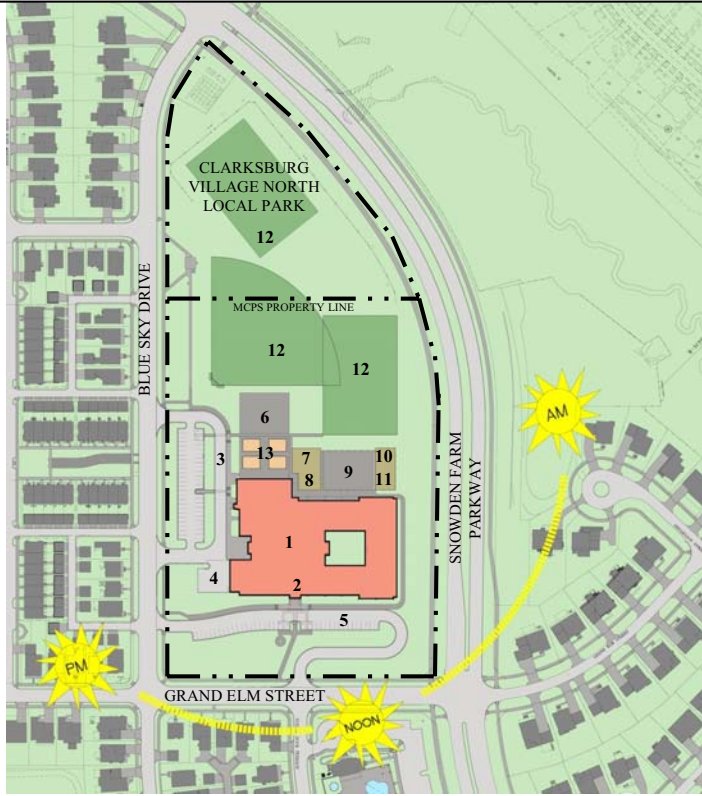 CLARKSBURG
VILLAGE NORTH
LOCAL PARK
12
MCPS PROPERTY LINE
12
12
BLUE SKY DRIVE
AM
6
13
3
7
8
9
10
11
SNOWDEN FARM
PARKWAY
1
4
2
5
PM
GRAND ELM STREET
NOON